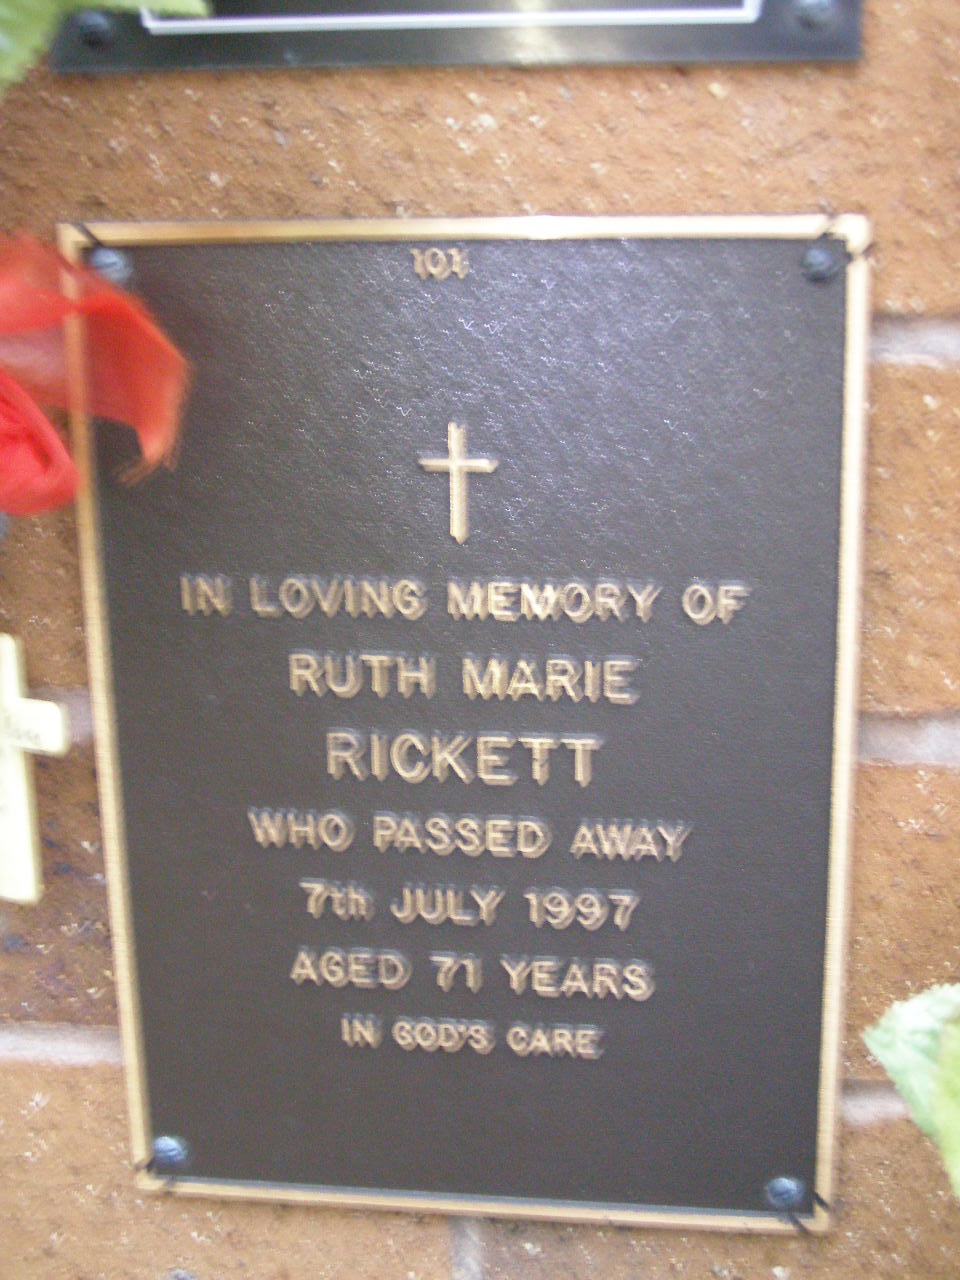 101
IN LOVING MEMORY OF
RUTH MARIE
RICKETT
WHO PASSED AWAY
7th JULY 1997
AGED 71 YEARS
IN GOD'S CARE